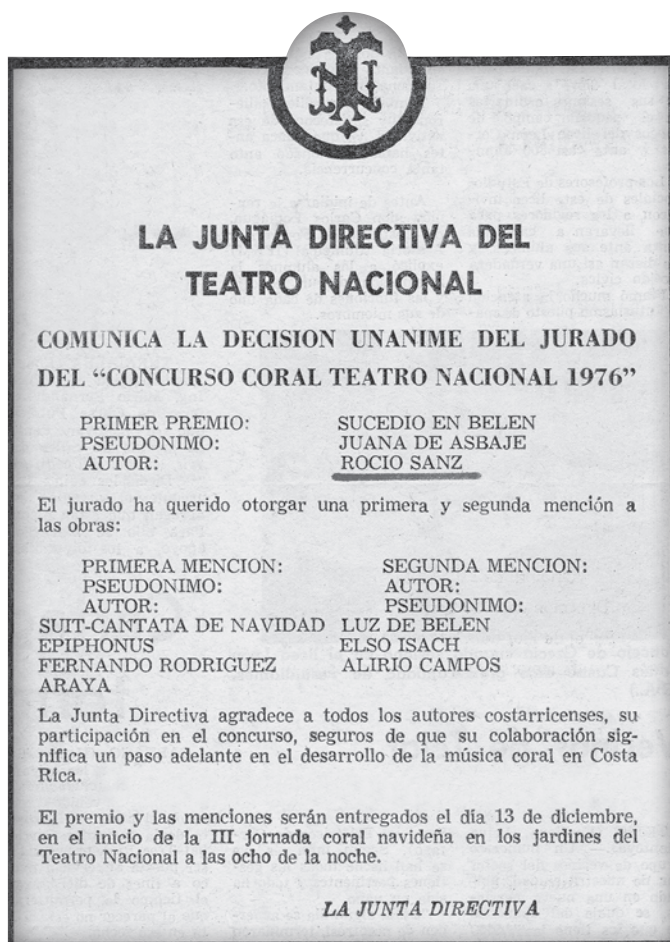 LA JUNTA DIRECTIVA DEL
TEATRO NACIONAL
COMUNICA LA DECISION UNANIME DEL JURADO
DEL “CONCURSO CORAL TEATRO NACIONAL 1976”
PRIMER PREMIO: SUCEDIO EN BELEN
PSEUDONIMO: JUANA DE ASBAJE
AUTOR: ROCIO SANZ
El jurado ha querido otorgar una primera y segunda mención a
las obras:
PRIMERA MENCION: SEGUNDA MENCION:
PSEUDONIMO: AUTOR:
AUTOR: PSEUDONIMO:
SUIT-CANTATA DE NAVIDAD LUZ DE BELEN
EPIPHONUS ELSO ISACH
FERNANDO RODRIGUEZ ALIRIO CAMPOS
ARAYA
La Junta Directiva agradece a todos los autores costarricenses, su
participación en el concurso, seguros de que su colaboración sig-
nifica un paso adelante en el desarrollo de la música coral en Costa
Rica.
El premio y las menciones serán entregados el día 13 de diciembre,
en el inicio de la III jornada coral navideña en los jardines del
Teatro Nacional a las ocho de la noche.
LA JUNTA DIRECTIVA